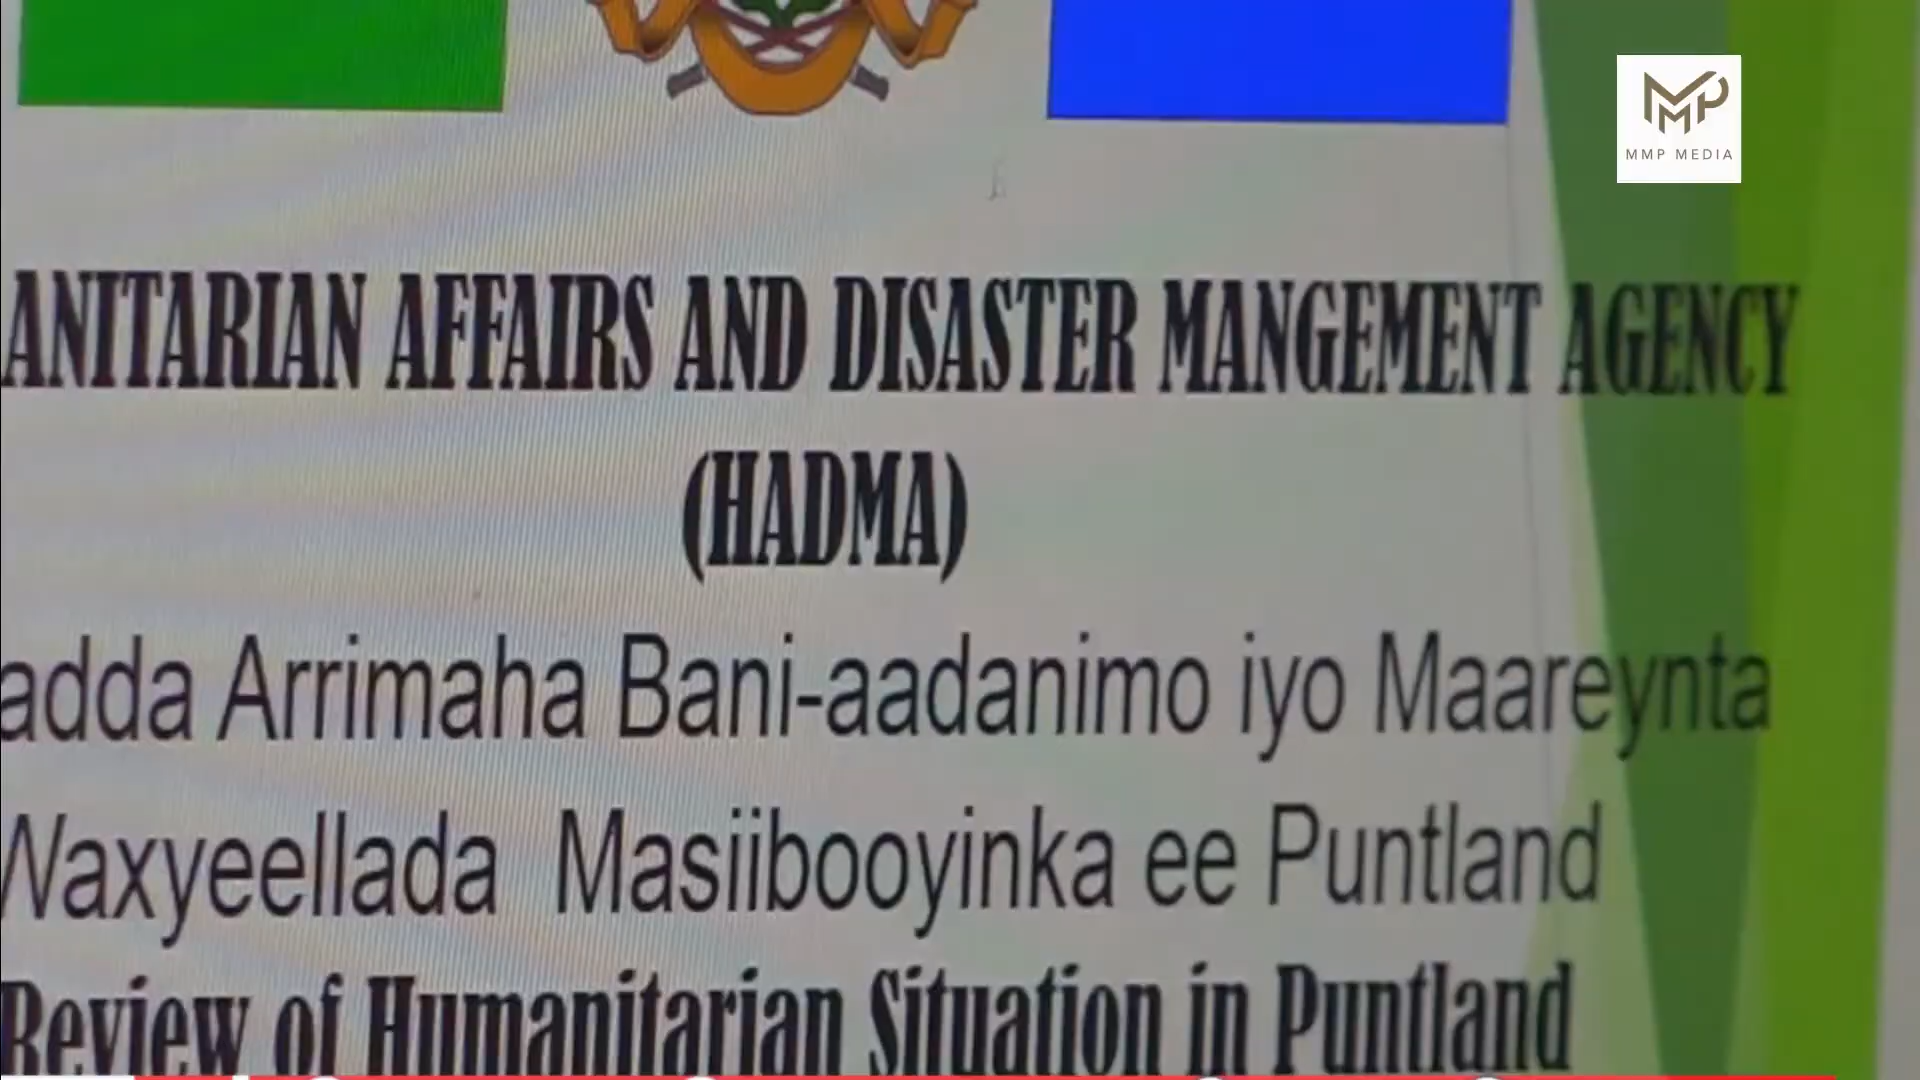 MMP
MMP MEDIA
ANITARIAN AFFAIRS AND DISASTER MANGEMENT AGENCY
(HADMA)
adda Arrimaha Bani-aadanimo iyo Maareynta
Waxyeellada Masiibooyinka ee Puntland
Review of Humanitarian Situation in Puntland